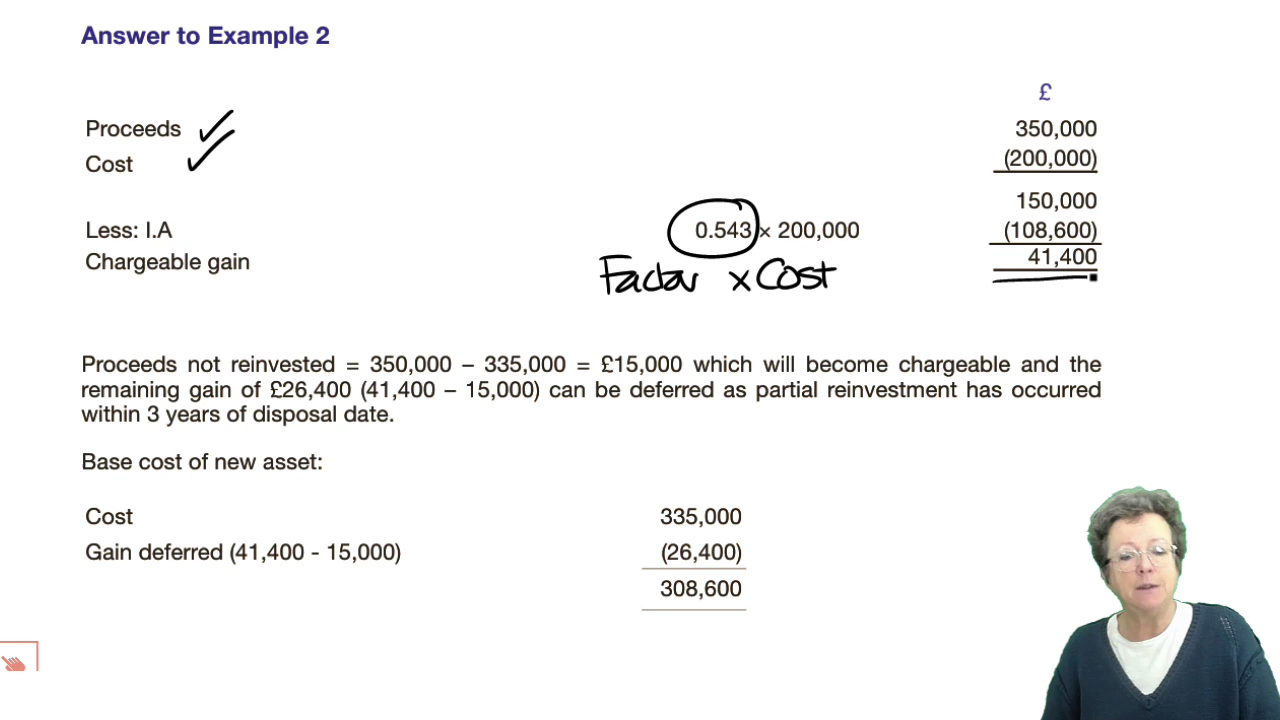 Answer to Example 2
£
Proceeds 350,000
Cost (200,000)
150,000
Less: I.A 0.543 × 200,000 (108,600)
Chargeable gain 41,400
Factor x Cost
Proceeds not reinvested = 350,000 – 335,000 = £15,000 which will become chargeable and the
remaining gain of £26,400 (41,400 – 15,000) can be deferred as partial reinvestment has occurred
within 3 years of disposal date.
Base cost of new asset:
Cost 335,000
Gain deferred (41,400 - 15,000) (26,400)
308,600